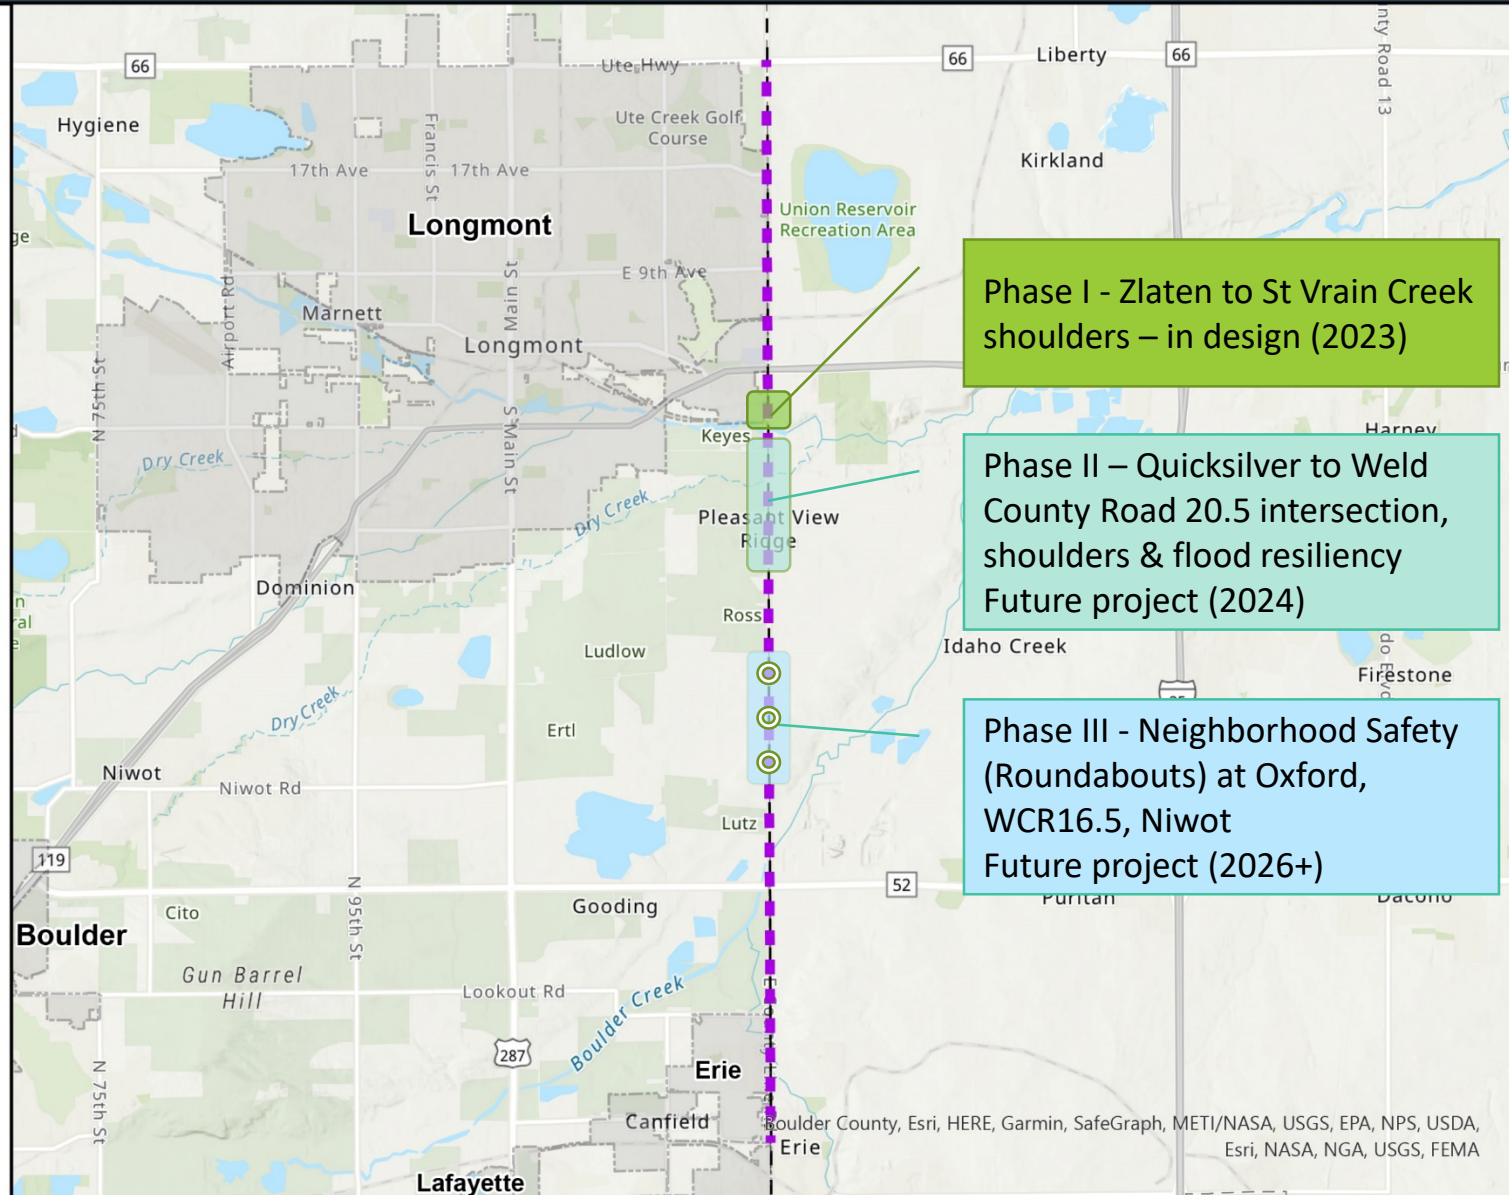 66
Ute Hwy
66
Liberty
66
nty Road 13
Hygiene
Francis St
Ute Creek Golf
Course
17th Ave
17th Ave
Kirkland
Longmont
Union Reservoir
Recreation Area
ge
E 9th Ave
Airport Rd
Marnett
N Main St
Longmont
Phase I - Zlaten to St Vrain Creek
shoulders – in design (2023)
N 75th St
S Main St
Keyes
Harney
Dry Creek
Dry Creek
Pleasant View
Ridge
Phase II – Quicksilver to Weld
County Road 20.5 intersection,
shoulders & flood resiliency
Future project (2024)
Dominion
n
ral
e
Ross
Ludlow
Idaho Creek
Firestone
Dry Creek
Ertl
Phase III - Neighborhood Safety
(Roundabouts) at Oxford,
WCR16.5, Niwot
Future project (2026+)
Niwot
Niwot Rd
Lutz
119
52
Puritan
Dacono
N 95th St
Cito
Gooding
Boulder
Gun Barrel
Hill
Lookout Rd
Boulder Creek
287
N 75th St
Erie
Canfield
Erie
Lafayette
Boulder County, Esri, HERE, Garmin, SafeGraph, METI/NASA, USGS, EPA, NPS, USDA,
Esri, NASA, NGA, USGS, FEMA